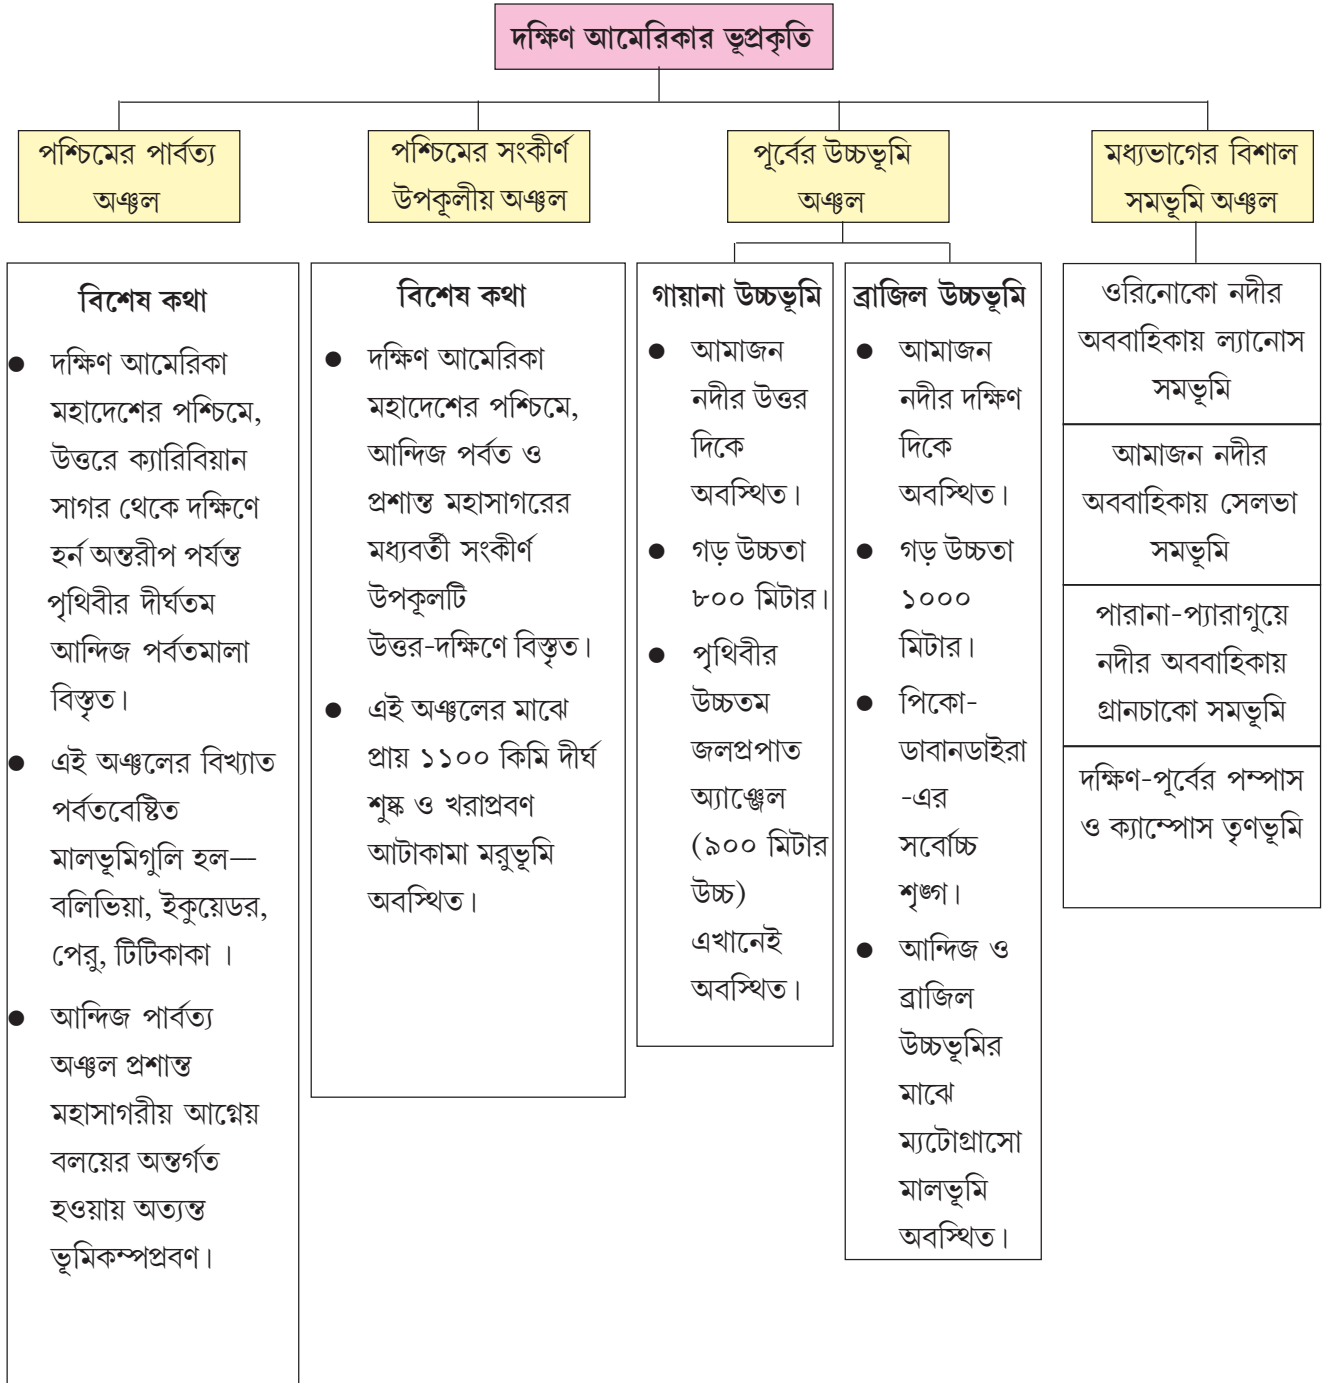 দক্ষিণ আমেরিকার ভূপ্রকৃতি
পশ্চিমের পার্বত্য
অঞ্চল
পশ্চিমের সংকীর্ণ
উপকূলীয় অঞ্চল
পূর্বের উচ্চভূমি
অঞ্চল
মধ্যভাগের বিশাল
সমভূমি অঞ্চল
বিশেষ কথা
● দক্ষিণ আমেরিকা
মহাদেশের পশ্চিমে,
উত্তরে ক্যারিবিয়ান
সাগর থেকে দক্ষিণে
হর্ন অন্তরীপ পর্যন্ত
পৃথিবীর দীর্ঘতম
আন্দিজ পর্বতমালা
বিস্তৃত।
● এই অঞ্চলের বিখ্যাত
পর্বতবেষ্টিত
মালভূমিগুলি হল—
বলিভিয়া, ইকুয়েডর,
পেরু, টিটিকাকা ।
● আন্দিজ পার্বত্য
অঞ্চল প্রশান্ত
মহাসাগরীয় আগ্নেয়
বলয়ের অন্তর্গত
হওয়ায় অত্যন্ত
ভূমিকম্পপ্রবণ।
বিশেষ কথা
● দক্ষিণ আমেরিকা
মহাদেশের পশ্চিমে,
আন্দিজ পর্বত ও
প্রশান্ত মহাসাগরের
মধ্যবর্তী সংকীর্ণ
উপকূলটি
উত্তর-দক্ষিণে বিস্তৃত।
● এই অঞ্চলের মাঝে
প্রায় ১১০০ কিমি দীর্ঘ
শুষ্ক ও খরাপ্রবণ
আটাকামা মরুভূমি
অবস্থিত।
গায়ানা উচ্চভূমি
● আমাজন
নদীর উত্তর
দিকে
অবস্থিত।
● গড় উচ্চতা
৮০০ মিটার।
● পৃথিবীর
উচ্চতম
জলপ্রপাত
অ্যাঞ্জেল
(৯০০ মিটার
উচ্চ)
এখানেই
অবস্থিত।
ব্রাজিল উচ্চভূমি
● আমাজন
নদীর দক্ষিণ
দিকে
অবস্থিত।
● গড় উচ্চতা
১০০০
মিটার।
● পিকো-
ডাবানডাইরা
-এর
সর্বোচ্চ
শৃঙ্গ।
● আন্দিজ ও
ব্রাজিল
উচ্চভূমির
মাঝে
ম্যটোগ্রাসো
মালভূমি
অবস্থিত।
ওরিনোকো নদীর
অববাহিকায় ল্যানোস
সমভূমি
আমাজন নদীর
অববাহিকায় সেলভা
সমভূমি
পারানা-প্যারাগুয়ে
নদীর অববাহিকায়
গ্রানচাকো সমভূমি
দক্ষিণ-পূর্বের পম্পাস
ও ক্যাম্পোস তৃণভূমি